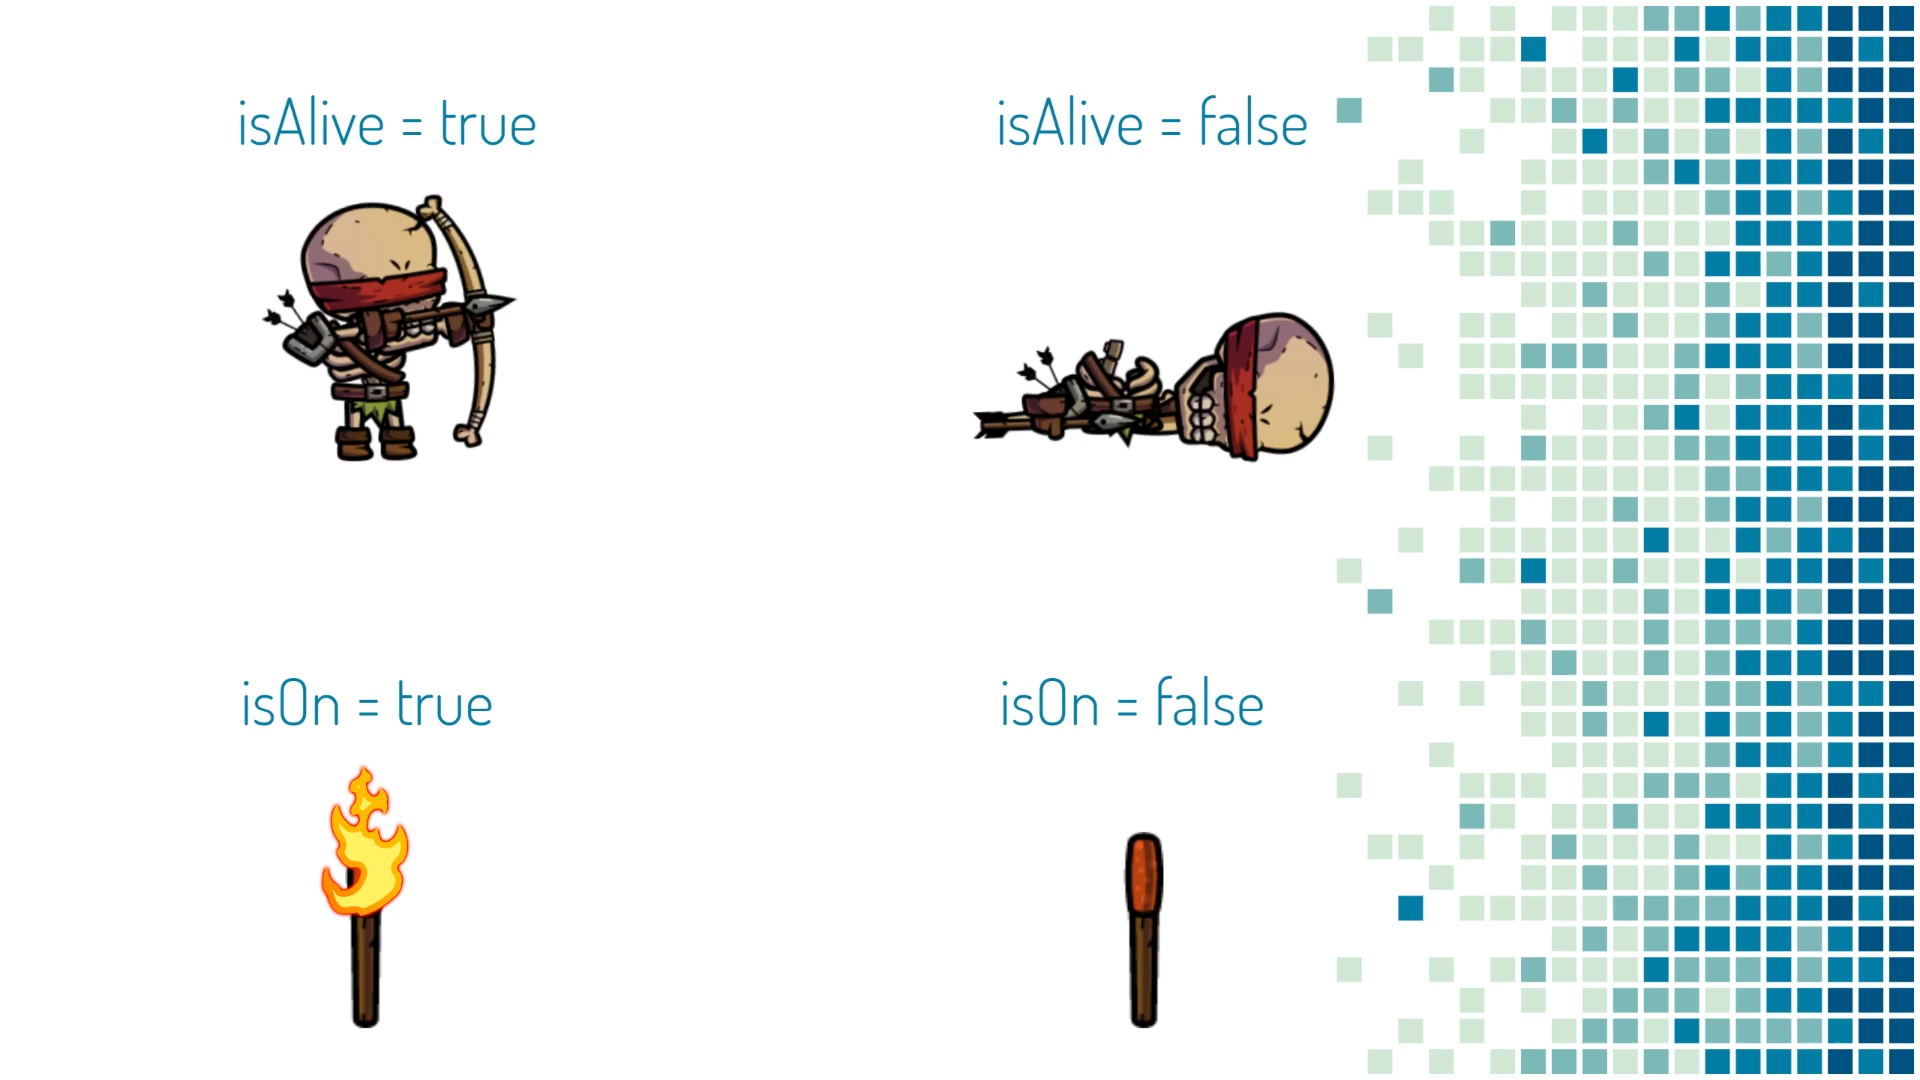 isAlive = true
isAlive = false
isOn = true
isOn = false